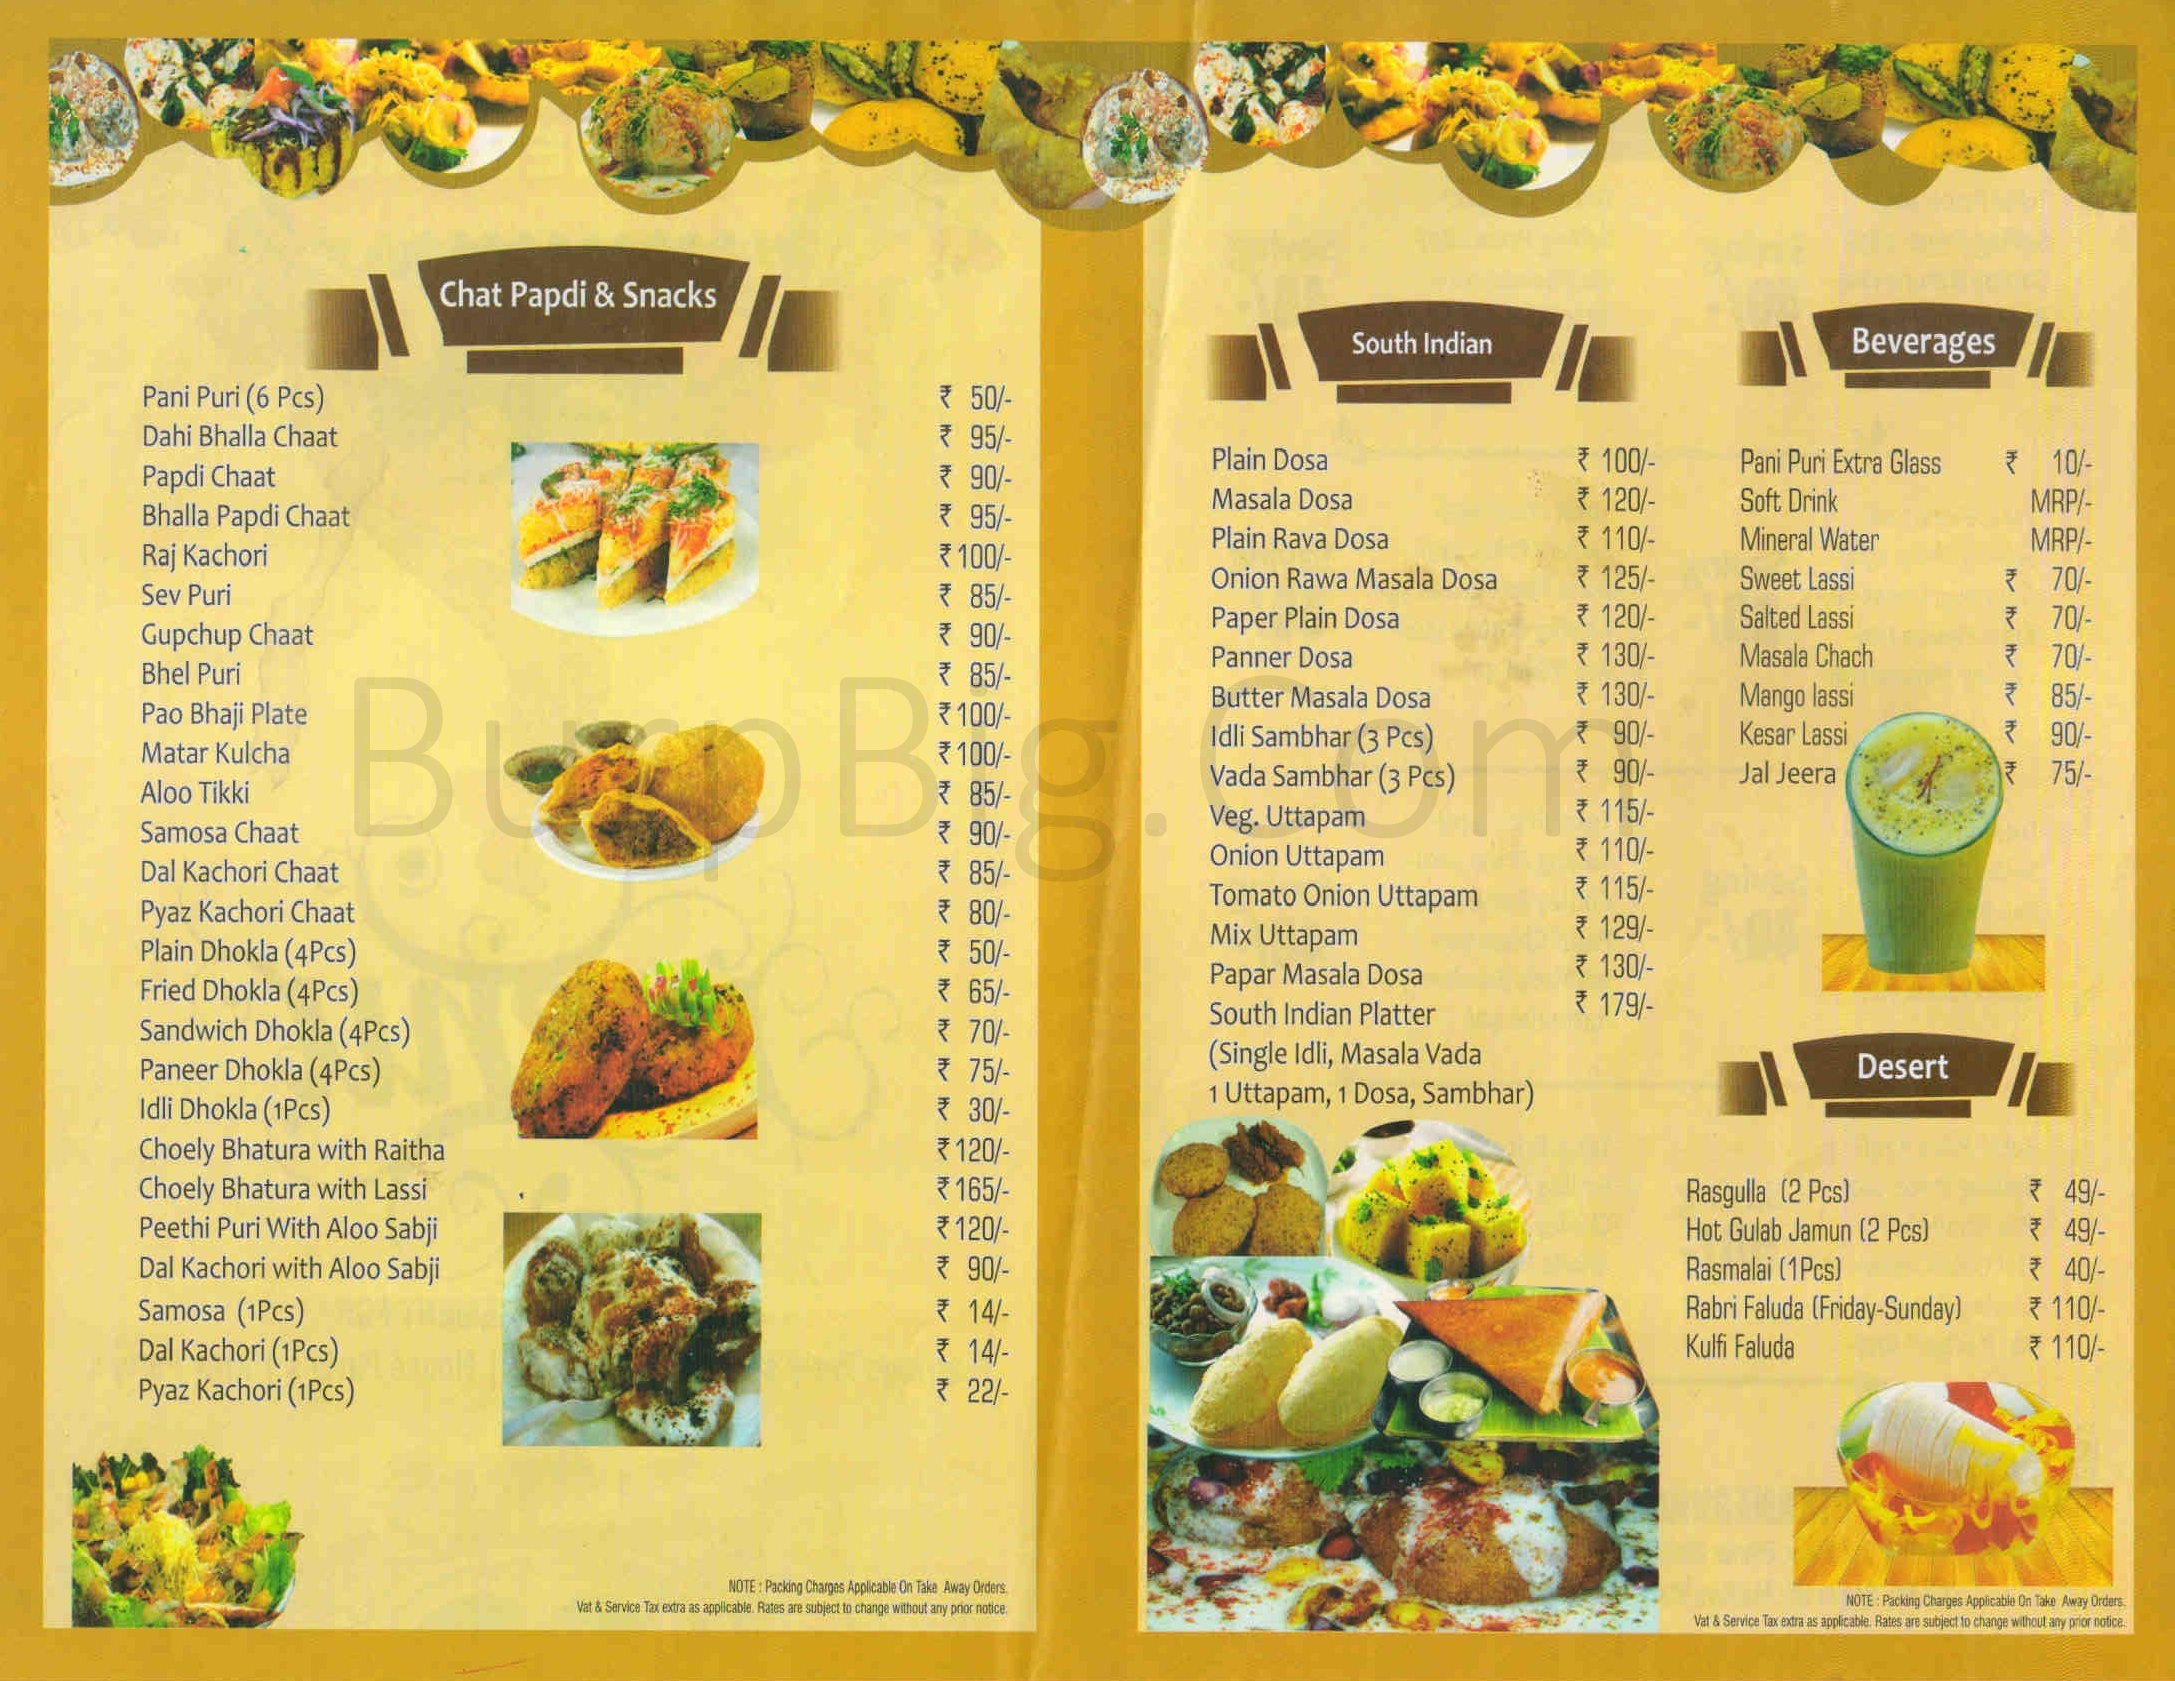 Chat Papdi & Snacks
Pani Puri (6 Pcs) ₹ 50/-
Dahi Bhalla Chaat ₹ 95/-
Papdi Chaat ₹ 90/-
Bhalla Papdi Chaat ₹ 95/-
Raj Kachori ₹ 100/-
Sev Puri ₹ 85/-
Gupchup Chaat ₹ 90/-
Bhel Puri ₹ 85/-
Pao Bhaji Plate ₹ 100/-
Matar Kulcha ₹ 100/-
Aloo Tikki ₹ 85/-
Samosa Chaat ₹ 90/-
Dal Kachori Chaat ₹ 85/-
Pyaz Kachori Chaat ₹ 80/-
Plain Dhokla (4Pcs) ₹ 50/-
Fried Dhokla (4Pcs) ₹ 65/-
Sandwich Dhokla (4Pcs) ₹ 70/-
Paneer Dhokla (4Pcs) ₹ 75/-
Idli Dhokla (1Pcs) ₹ 30/-
Choely Bhatura with Raitha ₹ 120/-
Choely Bhatura with Lassi ₹ 165/-
Peethi Puri With Aloo Sabji ₹ 120/-
Dal Kachori with Aloo Sabji ₹ 90/-
Samosa (1Pcs) ₹ 14/-
Dal Kachori (1Pcs) ₹ 14/-
Pyaz Kachori (1Pcs) ₹ 22/-
NOTE : Packing Charges Applicable On Take Away Orders.
Vat & Service Tax extra as applicable. Rates are subject to change without any prior notice.
BurpBig.Com
South Indian
Plain Dosa ₹ 100/-
Masala Dosa ₹ 120/-
Plain Rava Dosa ₹ 110/-
Onion Rawa Masala Dosa ₹ 125/-
Paper Plain Dosa ₹ 120/-
Panner Dosa ₹ 130/-
Butter Masala Dosa ₹ 130/-
Idli Sambhar (3 Pcs) ₹ 90/-
Vada Sambhar (3 Pcs) ₹ 90/-
Veg. Uttapam ₹ 115/-
Onion Uttapam ₹ 110/-
Tomato Onion Uttapam ₹ 115/-
Mix Uttapam ₹ 129/-
Papar Masala Dosa ₹ 130/-
South Indian Platter ₹ 179/-
(Single Idli, Masala Vada
1 Uttapam, 1 Dosa, Sambhar)
Beverages
Pani Puri Extra Glass ₹ 10/-
Soft Drink MRP/-
Mineral Water MRP/-
Sweet Lassi ₹ 70/-
Salted Lassi ₹ 70/-
Masala Chach ₹ 70/-
Mango lassi ₹ 85/-
Kesar Lassi ₹ 90/-
Jal Jeera ₹ 75/-
Desert
Rasgulla (2 Pcs) ₹ 49/-
Hot Gulab Jamun (2 Pcs) ₹ 49/-
Rasmalai (1Pcs) ₹ 40/-
Rabri Faluda (Friday-Sunday) ₹ 110/-
Kulfi Faluda ₹ 110/-
NOTE : Packing Charges Applicable On Take Away Orders.
Vat & Service Tax extra as applicable. Rates are subject to change without any prior notice.